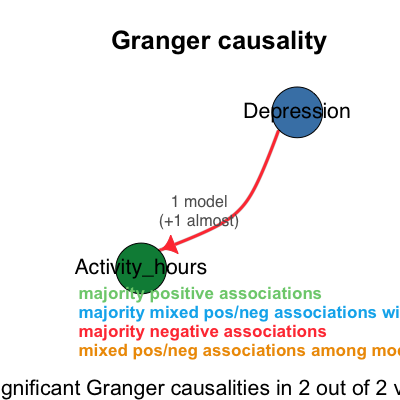 Granger causality
Depression
1 model
(+1 almost)
Activity_hours
majority positive associations
majority mixed pos/neg associations wi
majority negative associations
mixed pos/neg associations among mo
gnificant Granger causalities in 2 out of 2 v